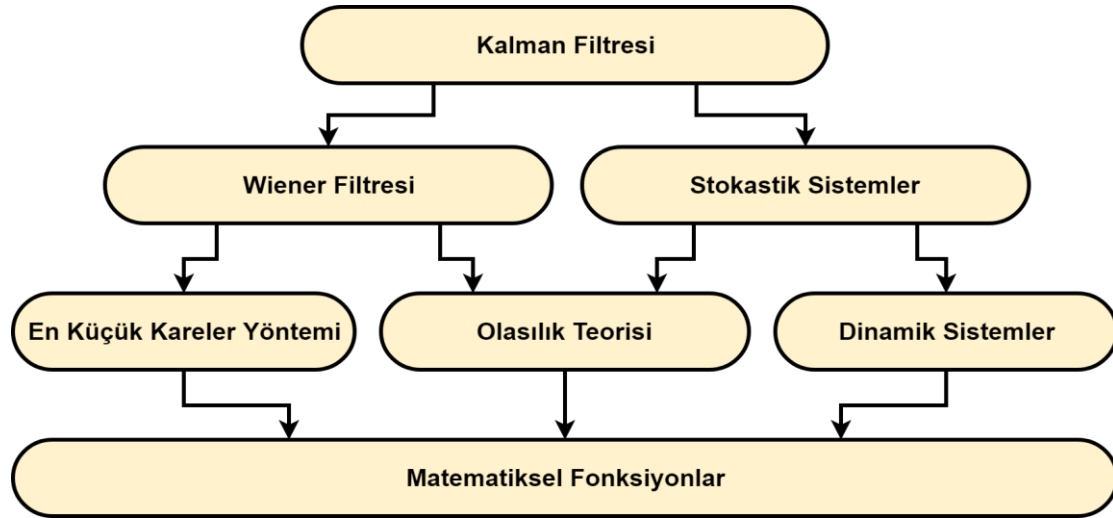 Kalman Filtresi
Wiener Filtresi
Stokastik Sistemler
En Küçük Kareler Yöntemi
Olasılık Teorisi
Dinamik Sistemler
Matematiksel Fonksiyonlar